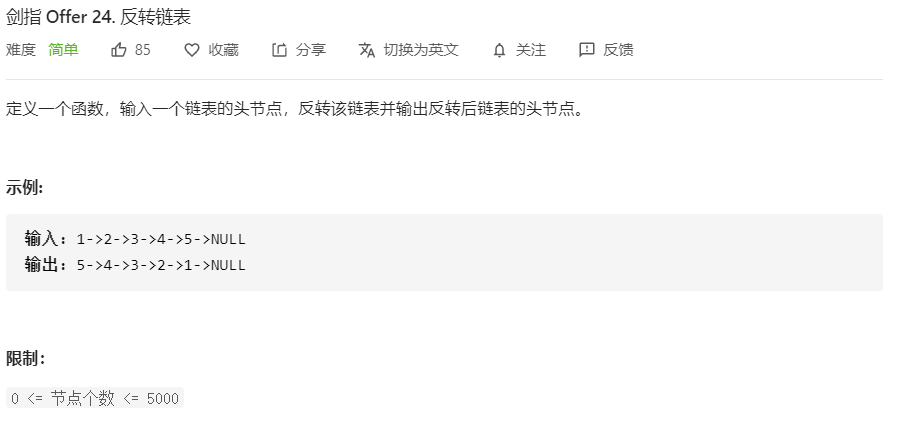 剑指 Offer 24. 反转链表
难度 简单 85 收藏 分享 切换为英文 关注 反馈
定义一个函数，输入一个链表的头节点，反转该链表并输出反转后链表的头节点。
示例:
输入: 1->2->3->4->5->NULL
输出: 5->4->3->2->1->NULL
限制：
0 <= 节点个数 <= 5000